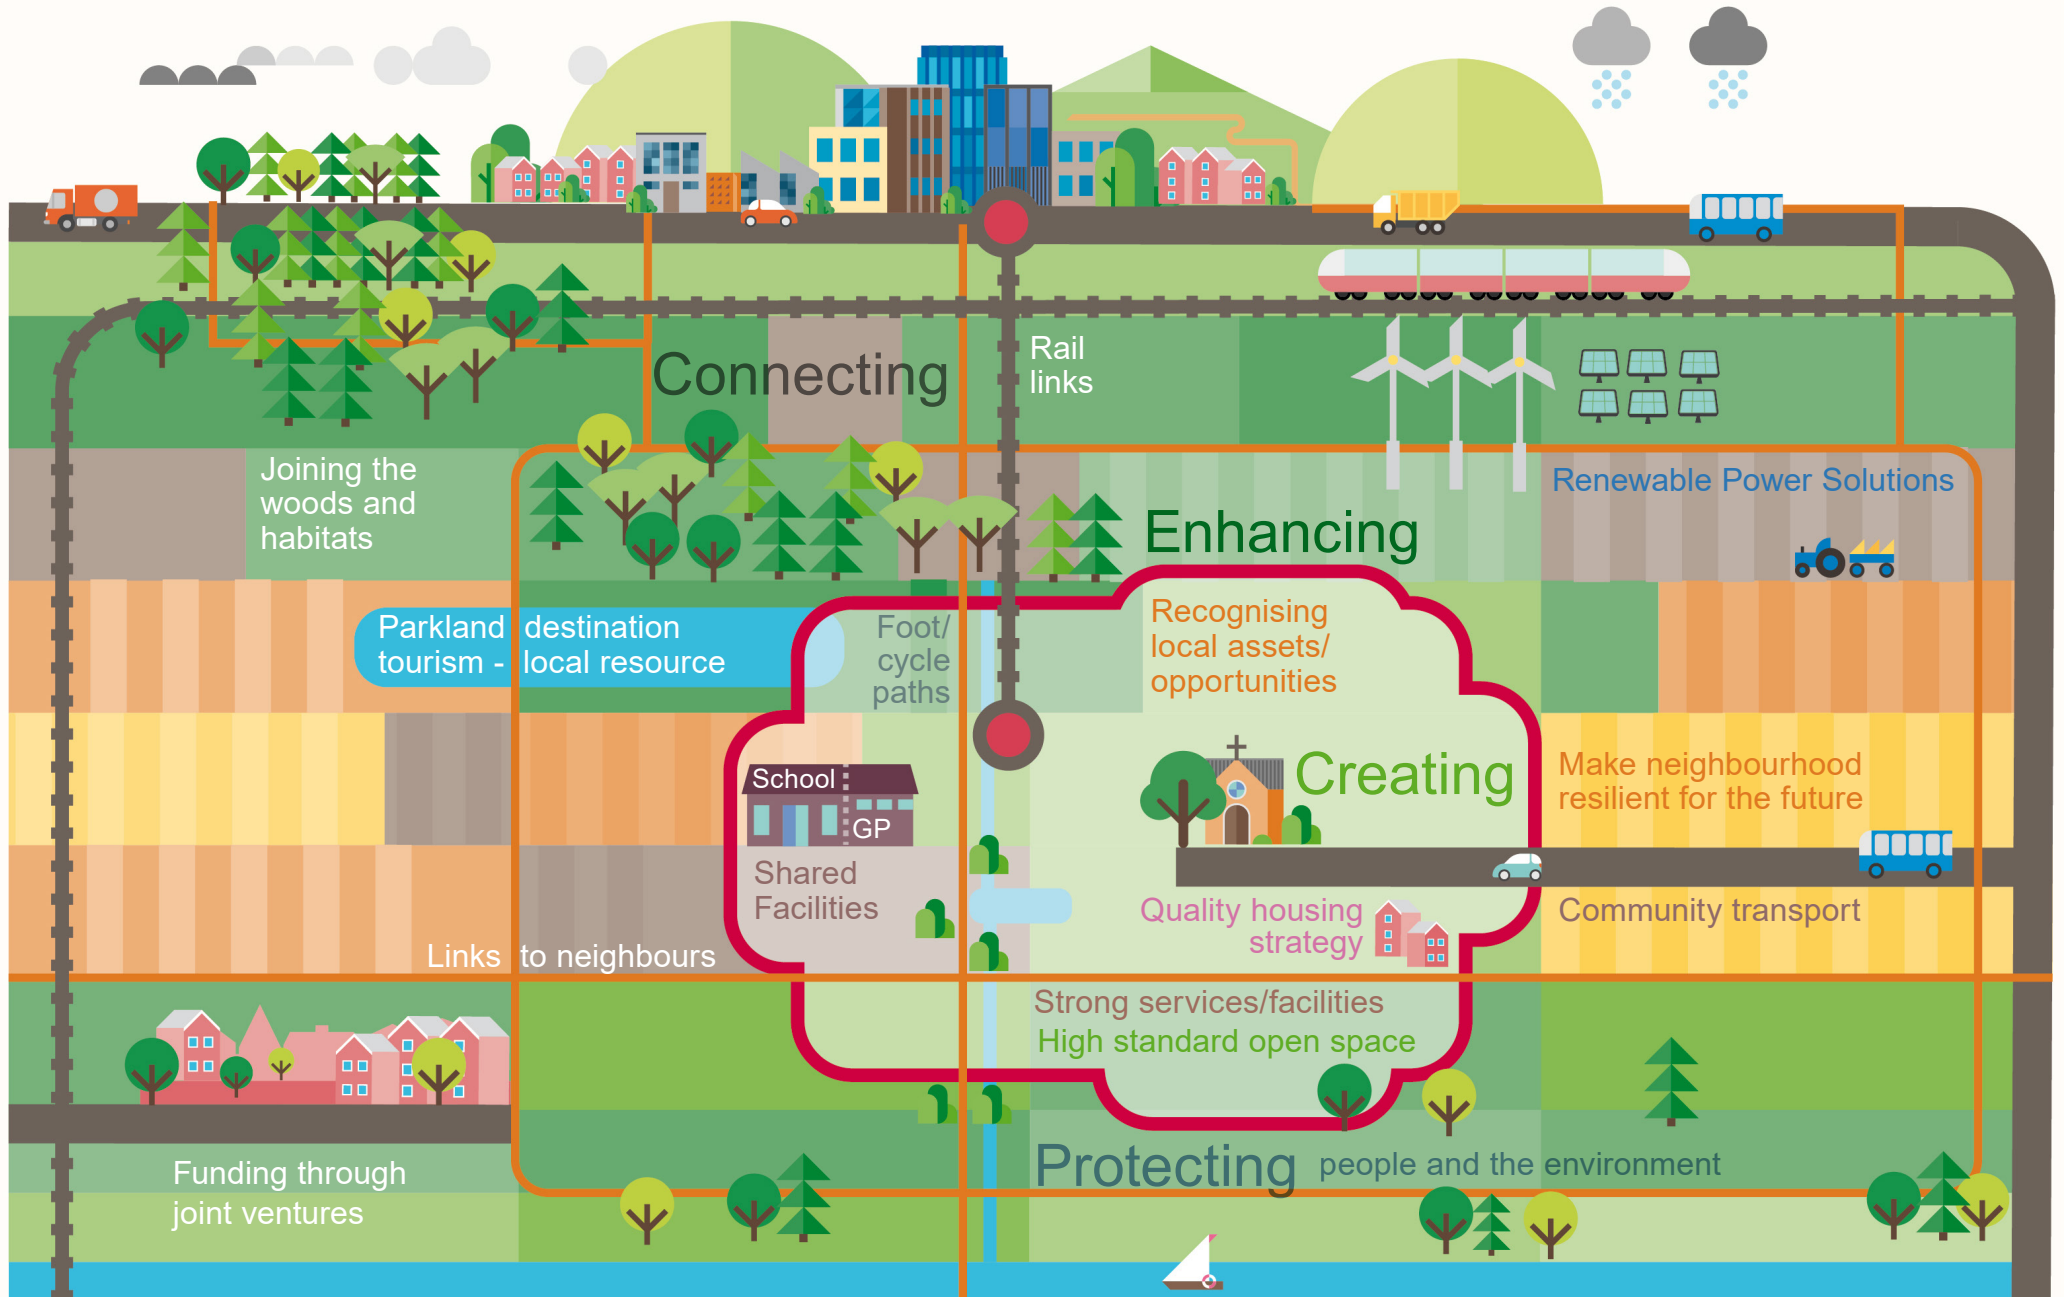 Connecting
Rail
links
Joining the
woods and
habitats
Renewable Power Solutions
Enhancing
Parkland destination
tourism - local resource
Foot/
cycle
paths
Recognising
local assets/
opportunities
School
GP
Creating
Make neighbourhood
resilient for the future
Shared
Facilities
Quality housing
strategy
Community transport
Links to neighbours
Strong services/facilities
High standard open space
Protecting people and the environment
Funding through
joint ventures